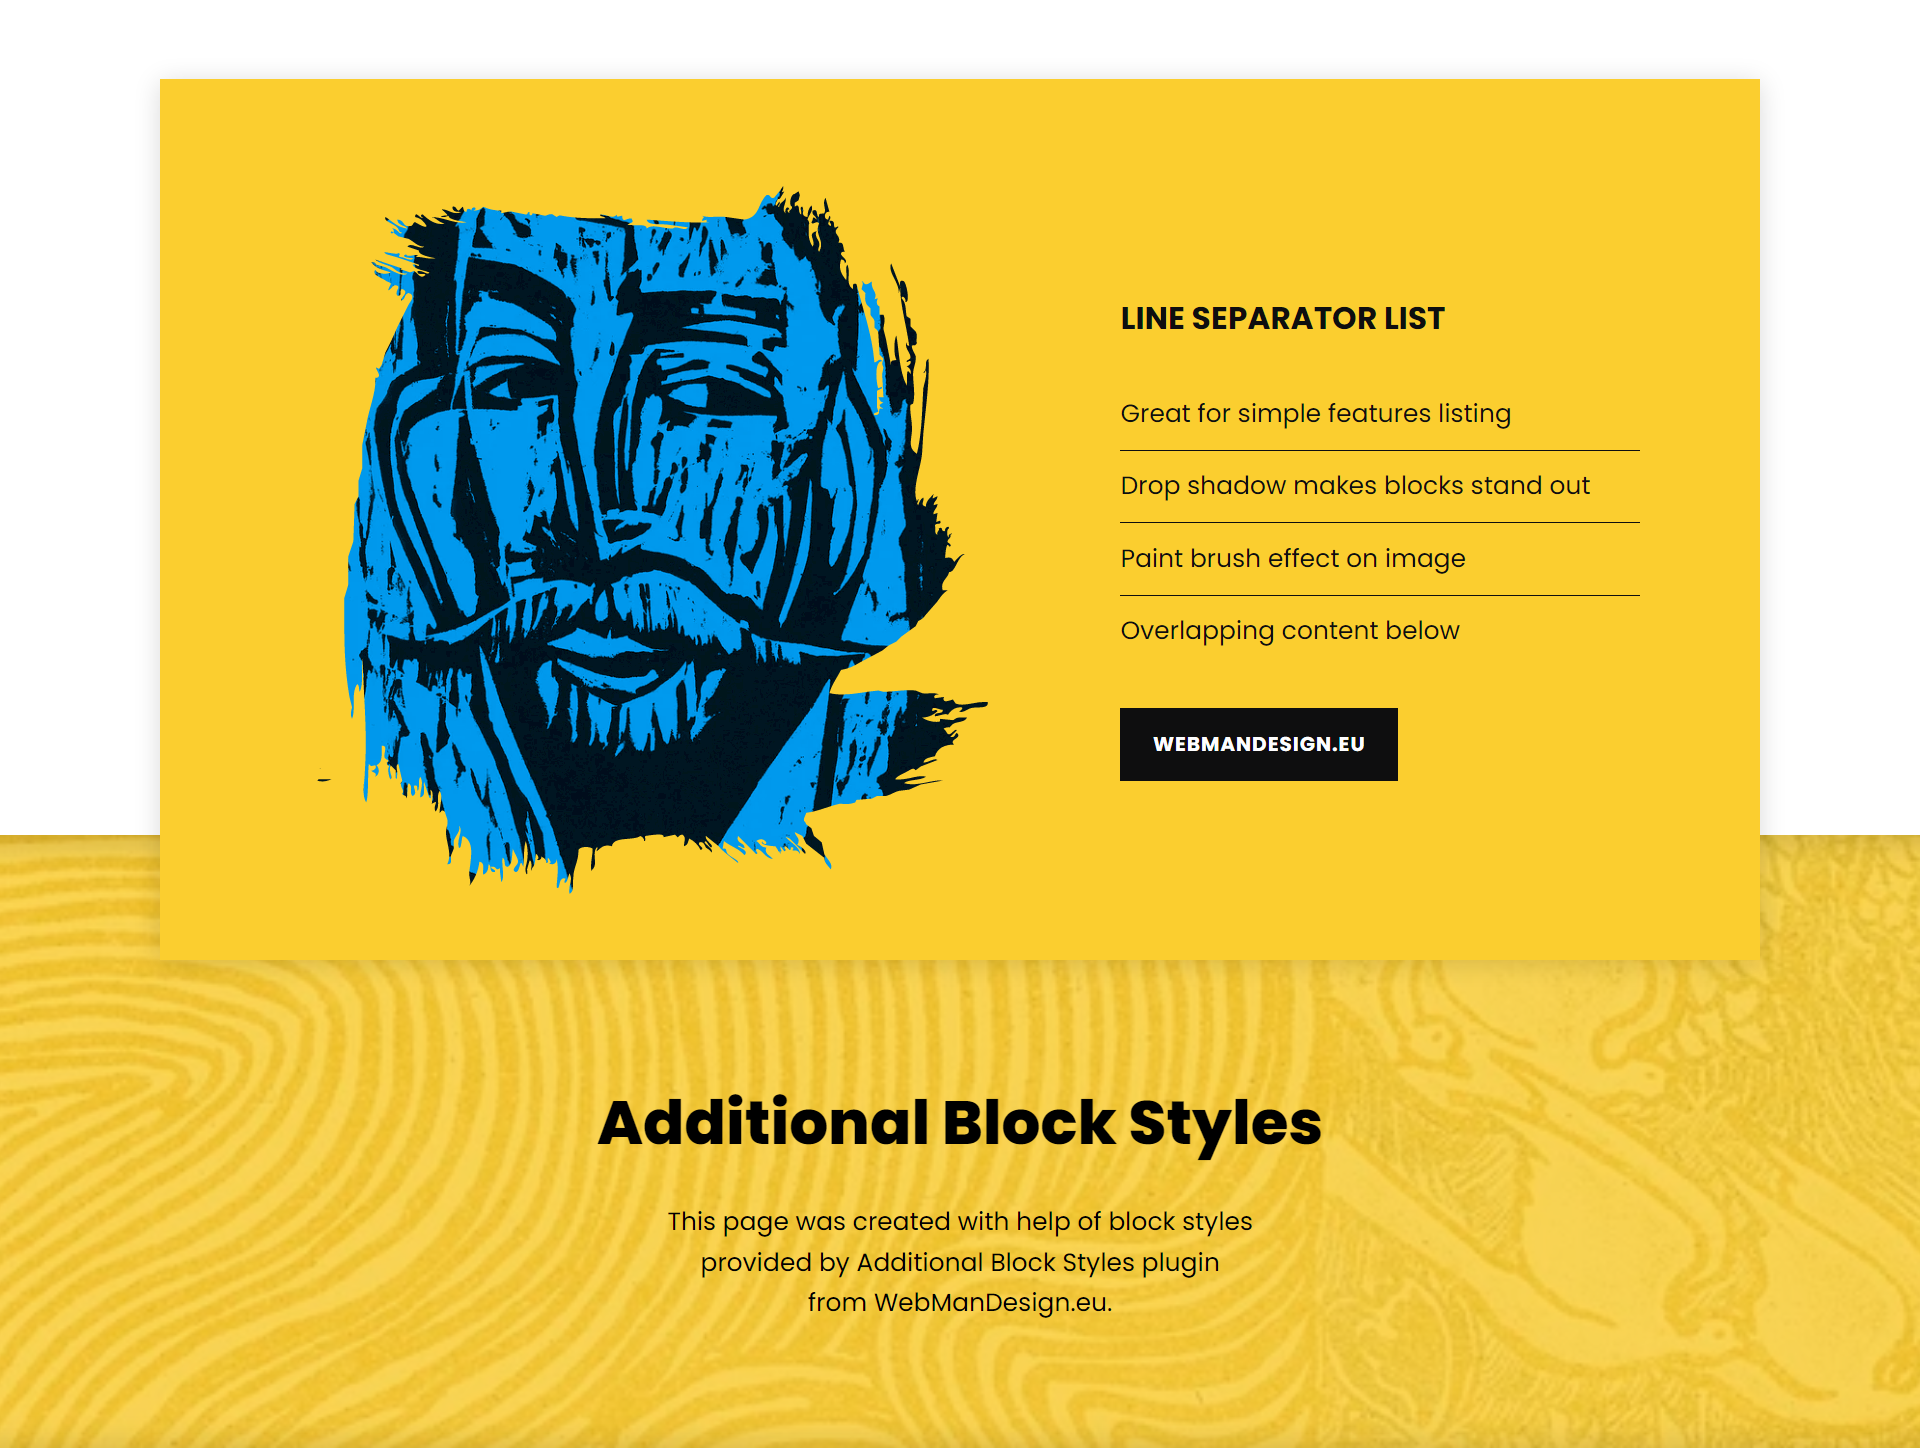 LINE SEPARATOR LIST
Great for simple features listing
Drop shadow makes blocks stand out
Paint brush effect on image
Overlapping content below
WEBMANDESIGN.EU
Additional Block Styles
This page was created with help of block styles
provided by Additional Block Styles plugin
from WebManDesign.eu.